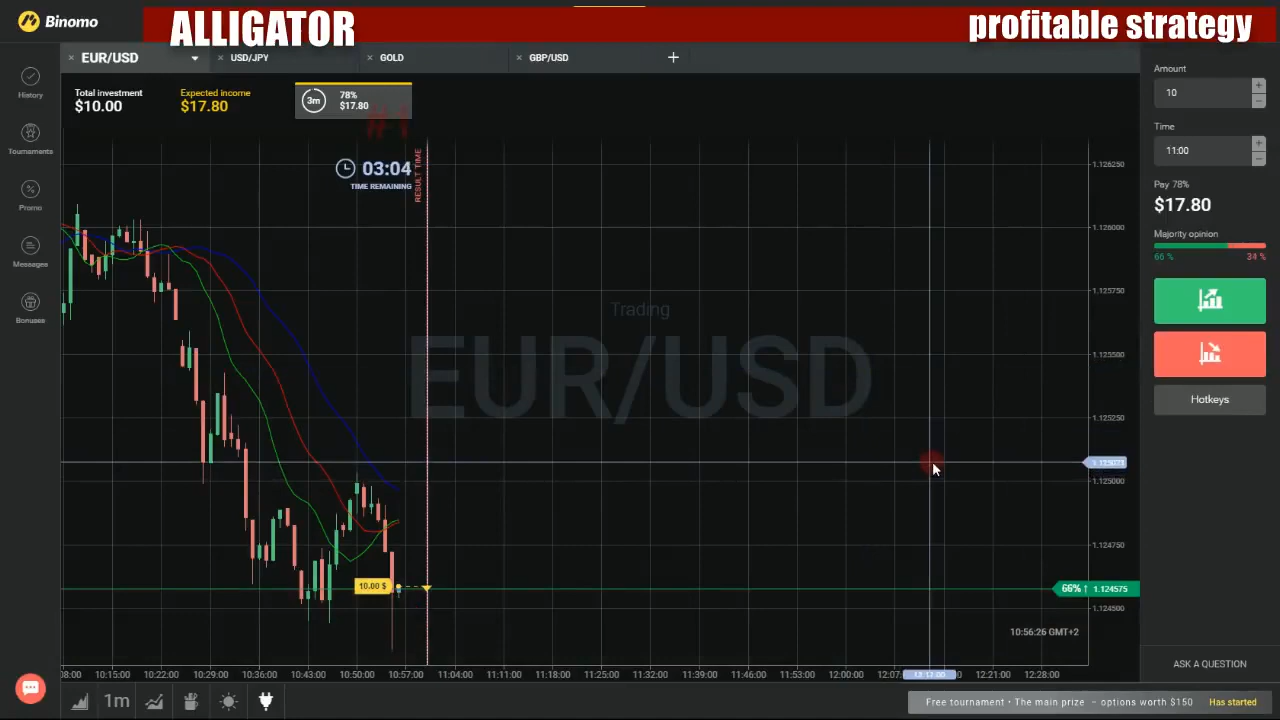 Binomo
ALLIGATOR
profitable strategy
EUR/USD
USD/JPY
GOLD
GBP/USD
History
Tournaments
Promo
Messages
Bonuses
Total investment
$10.00
Expected income
$17.80
3m
78%
$17.80
#1
03:04
TIME REMAINING
RESULT TIME
Trading
EUR/USD
1.126250
1.126000
1.125750
1.125500
1.125250
1.125000
1.124750
1.124500
10.00 $
66% ↑ 1.124575
10:56:26 GMT+2
:08:00 10:15:00 10:22:00 10:29:00 10:36:00 10:43:00 10:50:00 10:57:00 11:04:00 11:11:00 11:18:00 11:25:00 11:32:00 11:39:00 11:46:00 11:53:00 12:00:00 12:21:00 12:28:00
1m
Amount
10
Time
11:00
Pay 78%
$17.80
Majority opinion
66 % 34 %
Hotkeys
ASK A QUESTION
Free tournament • The main prize – options worth $150 Has started